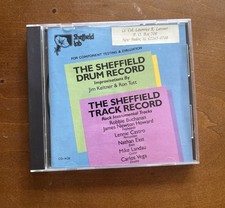 Sheffield
Lab
FOR COMPONENT TESTING & EVALUATION
THE SHEFFIELD
DRUM RECORD
Improvisations By
Jim Keltner & Ron Tutt
THE SHEFFIELD
TRACK RECORD
Rock Instrumental Tracks
Robbie Buchanan
James Newton Howard
Lenny Castro
Nathan East
Mike Landau
Carlos Vega